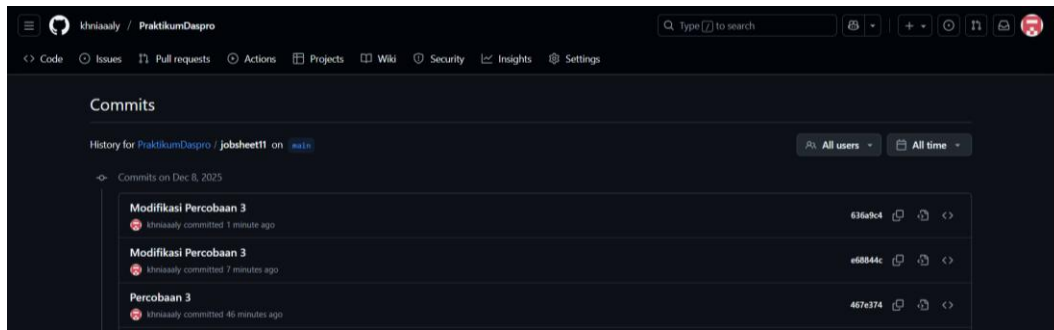 khniaaaly / PraktikumDaspro
Type / to search
Code Issues Pull requests Actions Projects Wiki Security Insights Settings
Commits
History for PraktikumDaspro / jobsheet11 on main
All users All time
Commits on Dec 8, 2025
Modifikasi Percobaan 3
khniaaaly committed 1 minute ago
636a9c4
Modifikasi Percobaan 3
khniaaaly committed 7 minutes ago
e68844c
Percobaan 3
khniaaaly committed 46 minutes ago
467e374